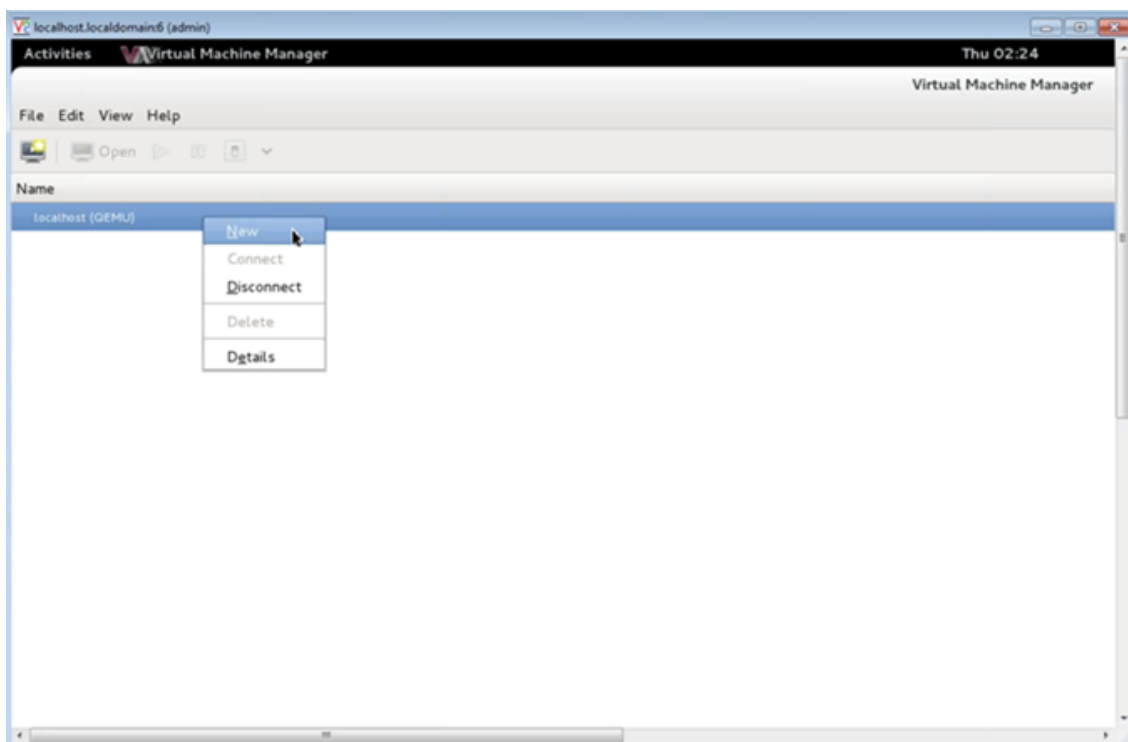 localhost.localdomain:6 (admin)
Activities Virtual Machine Manager Thu 02:24
Virtual Machine Manager
File Edit View Help
Open
Name
localhost (QEMU)
New
Connect
Disconnect
Delete
Details